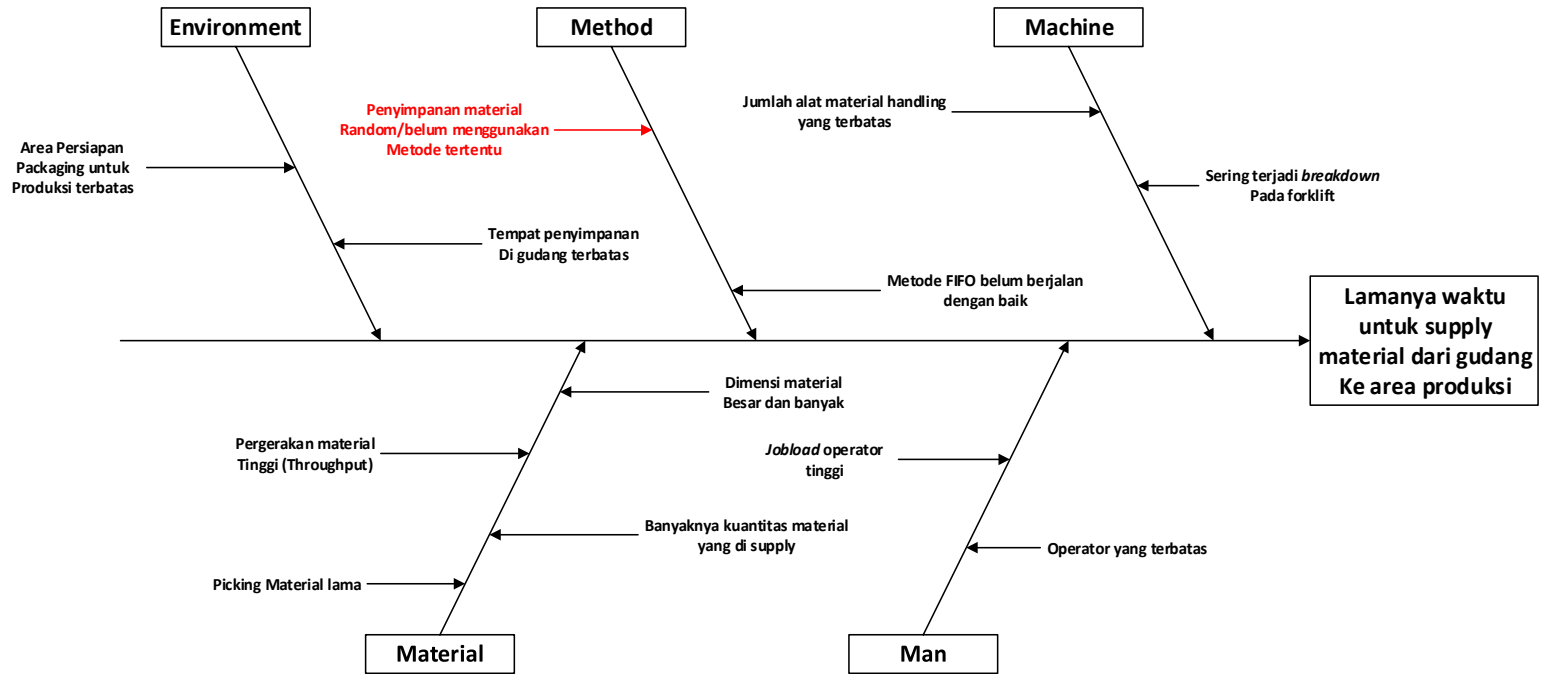 Environment
Method
Machine
Penyimpanan material
Random/belum menggunakan
Metode tertentu
Jumlah alat material handling
yang terbatas
Area Persiapan
Packaging untuk
Produksi terbatas
Sering terjadi breakdown
Pada forklift
Tempat penyimpanan
Di gudang terbatas
Metode FIFO belum berjalan
dengan baik
Lamanya waktu
untuk supply
material dari gudang
Ke area produksi
Dimensi material
Besar dan banyak
Pergerakan material
Tinggi (Throughput)
Jobload operator
tinggi
Banyaknya kuantitas material
yang di supply
Operator yang terbatas
Picking Material lama
Material
Man